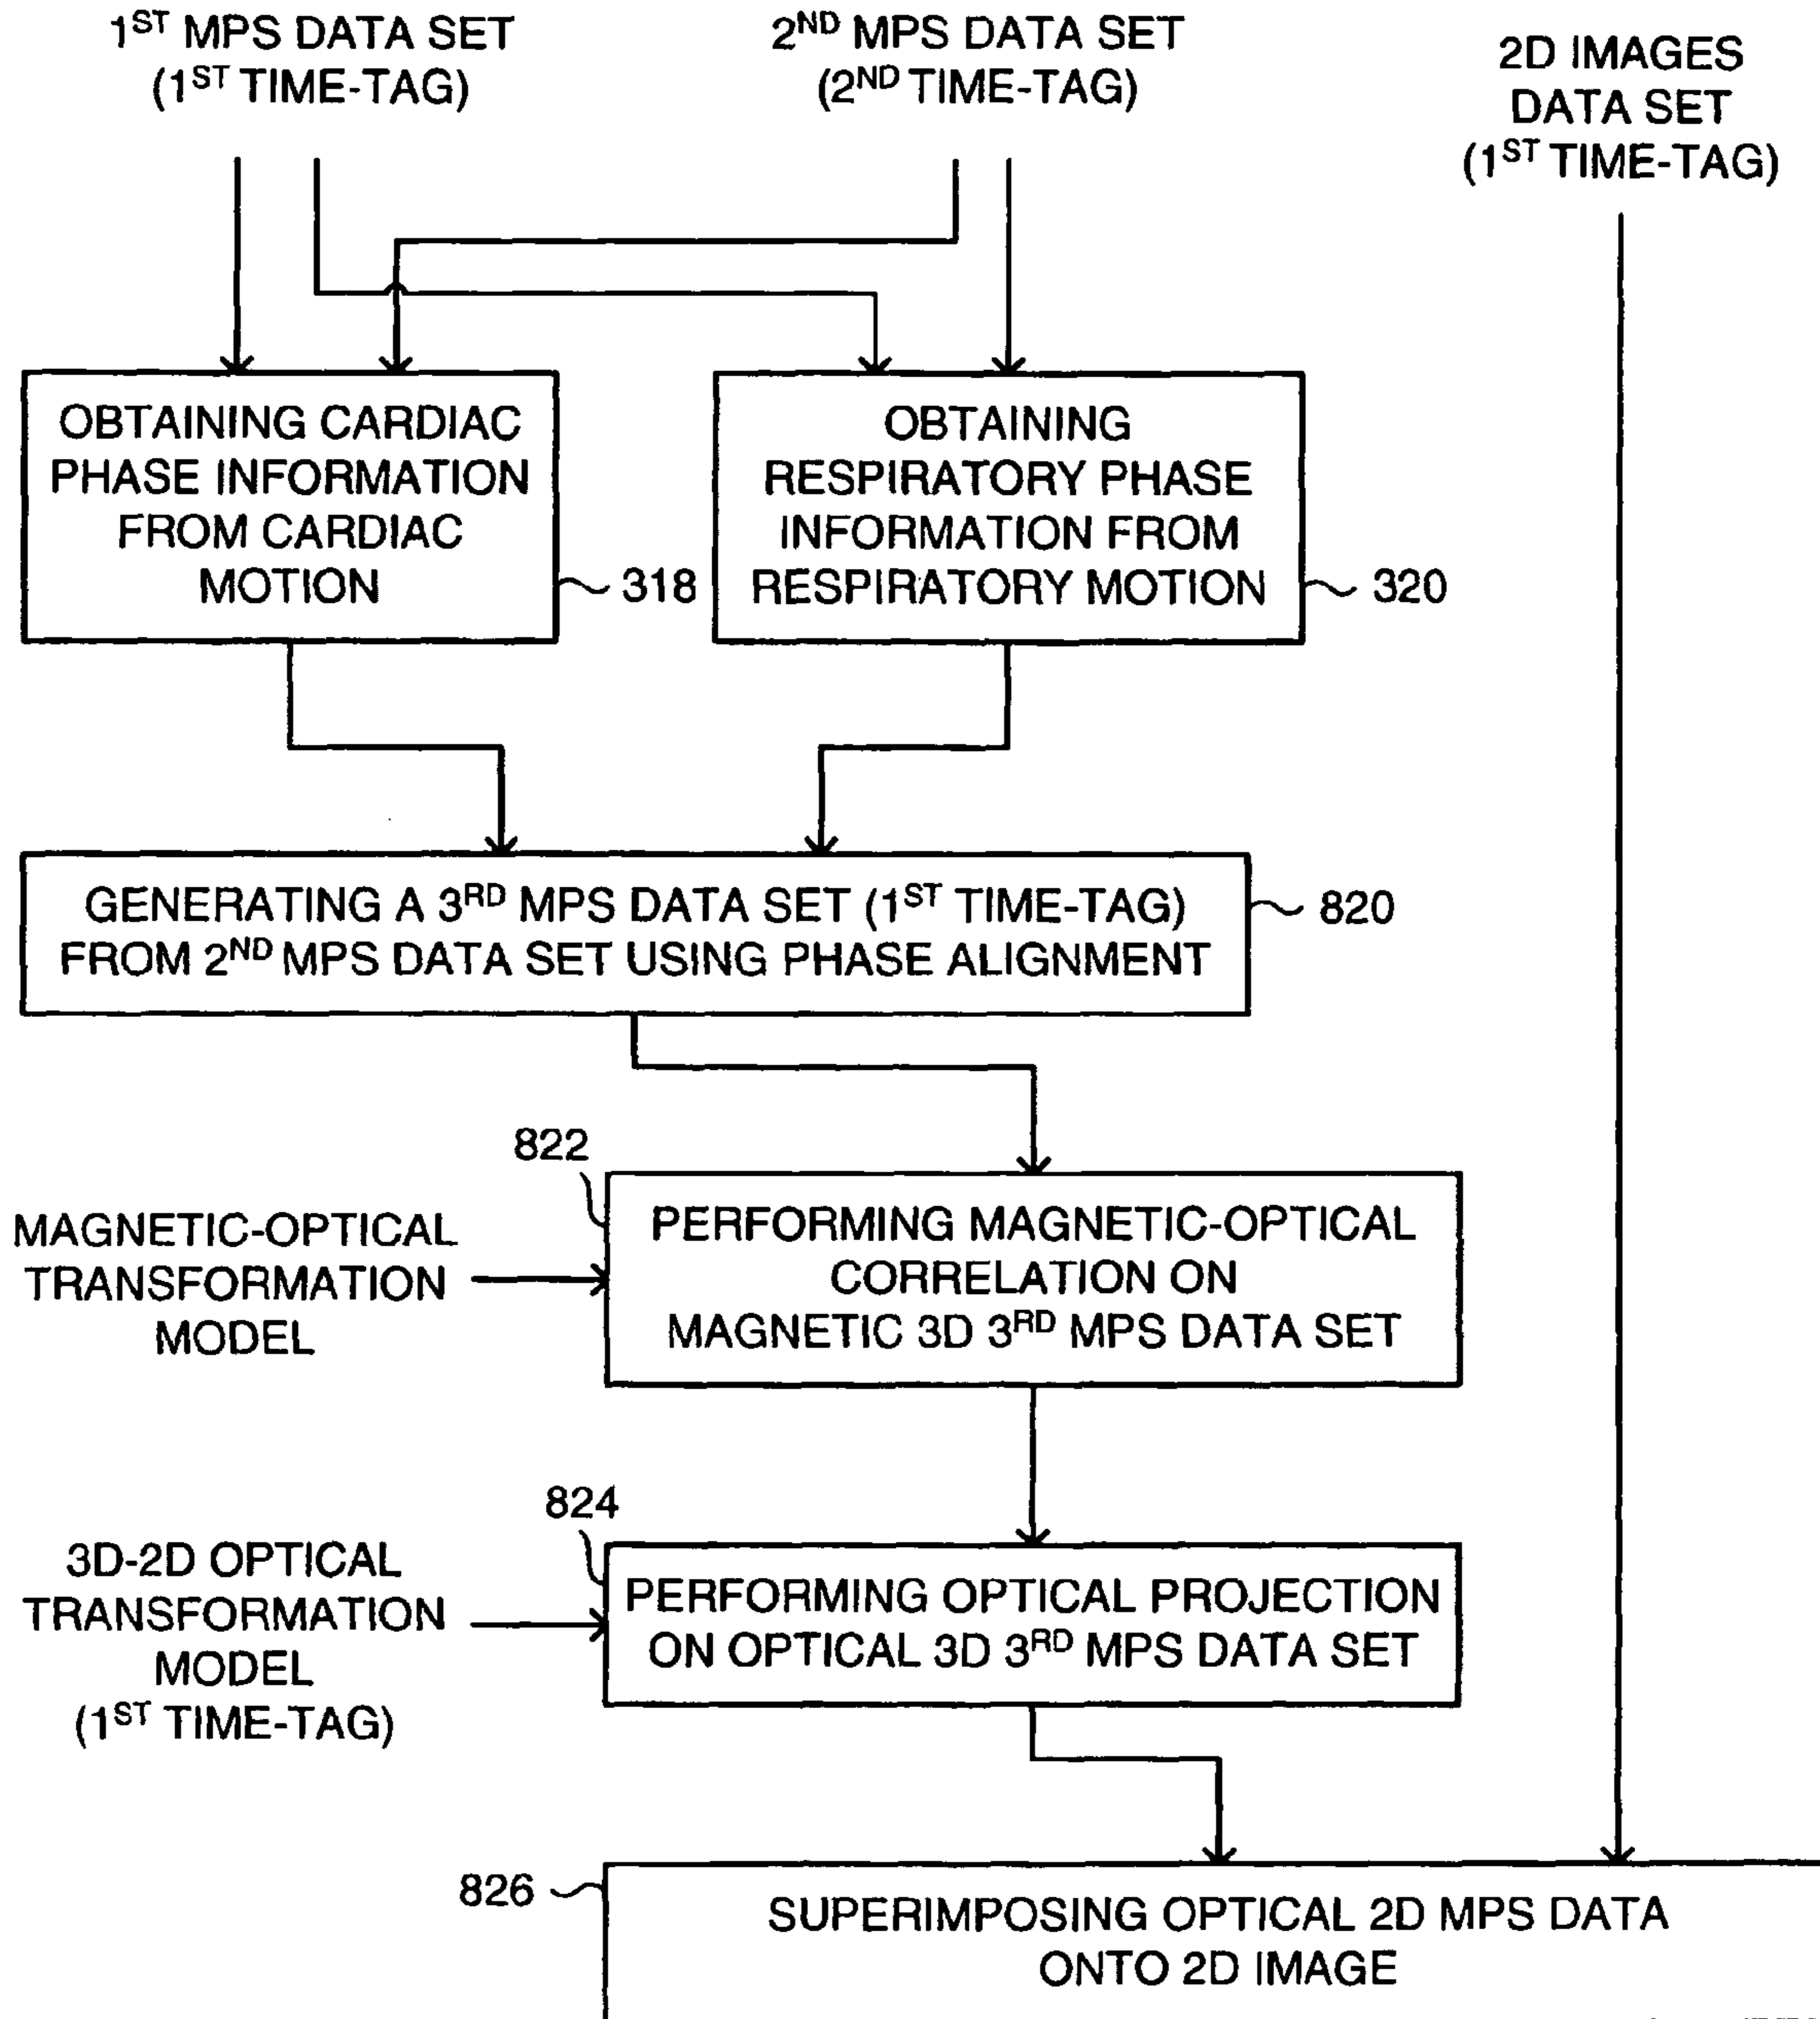 1ST MPS DATA SET
(1ST TIME-TAG)
2ND MPS DATA SET
(2ND TIME-TAG)
2D IMAGES
DATA SET
(1ST TIME-TAG)
OBTAINING CARDIAC
PHASE INFORMATION
FROM CARDIAC
MOTION
318
OBTAINING
RESPIRATORY PHASE
INFORMATION FROM
RESPIRATORY MOTION
320
GENERATING A 3RD MPS DATA SET (1ST TIME-TAG)
FROM 2ND MPS DATA SET USING PHASE ALIGNMENT
820
822
MAGNETIC-OPTICAL
TRANSFORMATION
MODEL
PERFORMING MAGNETIC-OPTICAL
CORRELATION ON
MAGNETIC 3D 3RD MPS DATA SET
824
3D-2D OPTICAL
TRANSFORMATION
MODEL
(1ST TIME-TAG)
PERFORMING OPTICAL PROJECTION
ON OPTICAL 3D 3RD MPS DATA SET
826
SUPERIMPOSING OPTICAL 2D MPS DATA
ONTO 2D IMAGE